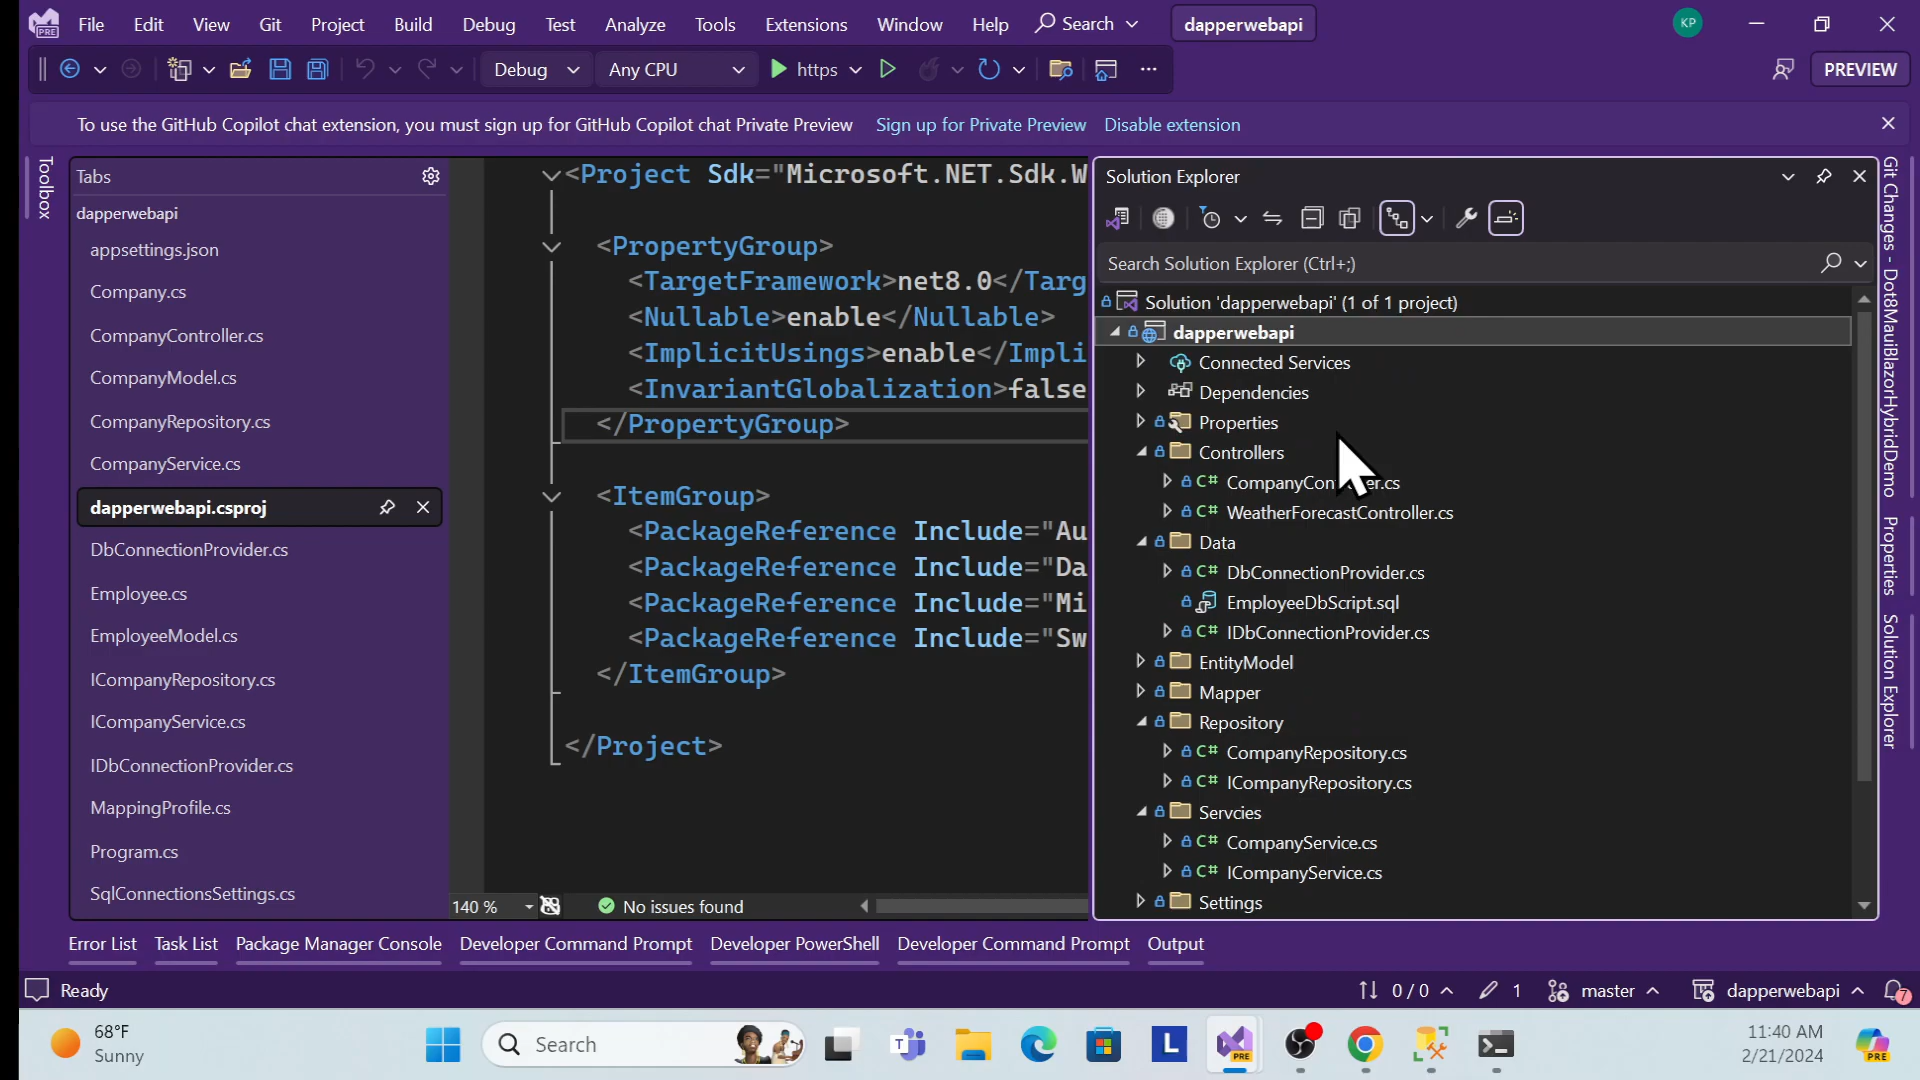 File Edit View Git Project Build Debug Test Analyze Tools Extensions Window Help Search dapperwebapi KP
PRE
Debug Any CPU https PREVIEW
To use the GitHub Copilot chat extension, you must sign up for GitHub Copilot chat Private Preview Sign up for Private Preview Disable extension
Toolbox
Tabs
dapperwebapi
appsettings.json
Company.cs
CompanyController.cs
CompanyModel.cs
CompanyRepository.cs
CompanyService.cs
dapperwebapi.csproj
DbConnectionProvider.cs
Employee.cs
EmployeeModel.cs
ICompanyRepository.cs
ICompanyService.cs
IDbConnectionProvider.cs
MappingProfile.cs
Program.cs
SqlConnectionsSettings.cs
<Project Sdk="Microsoft.NET.Sdk.W
<PropertyGroup>
<TargetFramework>net8.0</Targ
<Nullable>enable</Nullable>
<ImplicitUsings>enable</Impli
<InvariantGlobalization>false
</PropertyGroup>
<ItemGroup>
<PackageReference Include="Au
<PackageReference Include="Da
<PackageReference Include="Mi
<PackageReference Include="Sw
</ItemGroup>
</Project>
140 % No issues found
Solution Explorer
Search Solution Explorer (Ctrl+;)
Solution 'dapperwebapi' (1 of 1 project)
dapperwebapi
Connected Services
Dependencies
Properties
Controllers
C# CompanyCon er.cs
C# WeatherForecastController.cs
Data
C# DbConnectionProvider.cs
EmployeeDbScript.sql
C# IDbConnectionProvider.cs
EntityModel
Mapper
Repository
C# CompanyRepository.cs
C# ICompanyRepository.cs
Servcies
C# CompanyService.cs
C# ICompanyService.cs
Settings
Git Changes - Dot8MauiBlazorHybridDemo
Properties
Solution Explorer
Error List Task List Package Manager Console Developer Command Prompt Developer PowerShell Developer Command Prompt Output
Ready 0 / 0 1 master dapperwebapi 7
68°F
Sunny
Search
T
L
PRE
11:40 AM
2/21/2024
PRE